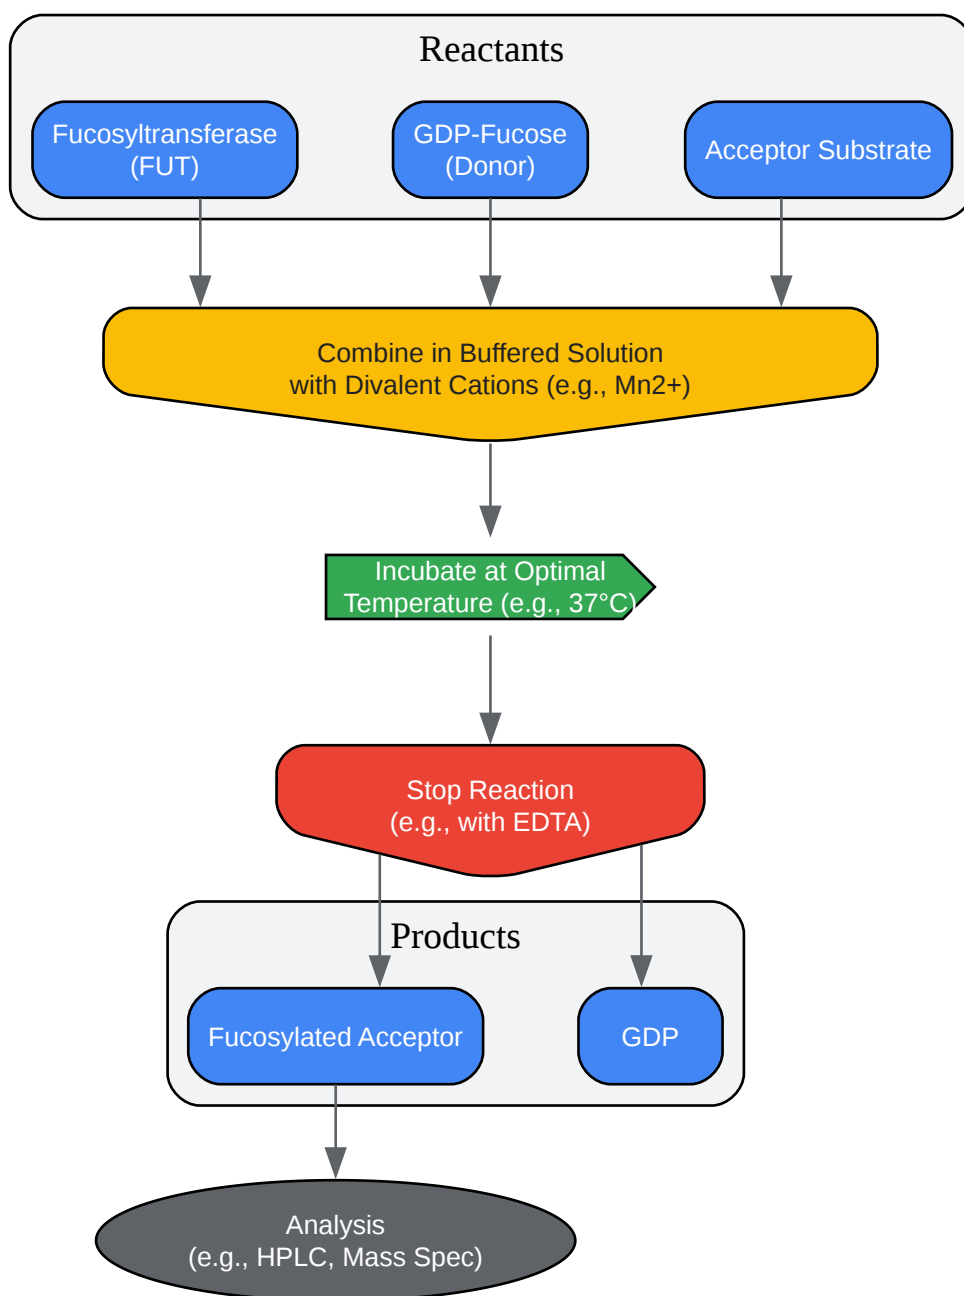 Reactants
Fucosyltransferase
(FUT)
GDP-Fucose
(Donor)
Acceptor Substrate
Combine in Buffered Solution
with Divalent Cations (e.g., Mn2+)
Incubate at Optimal
Temperature (e.g., 37°C)
Stop Reaction
(e.g., with EDTA)
Products
Fucosylated Acceptor
GDP
Analysis
(e.g., HPLC, Mass Spec)